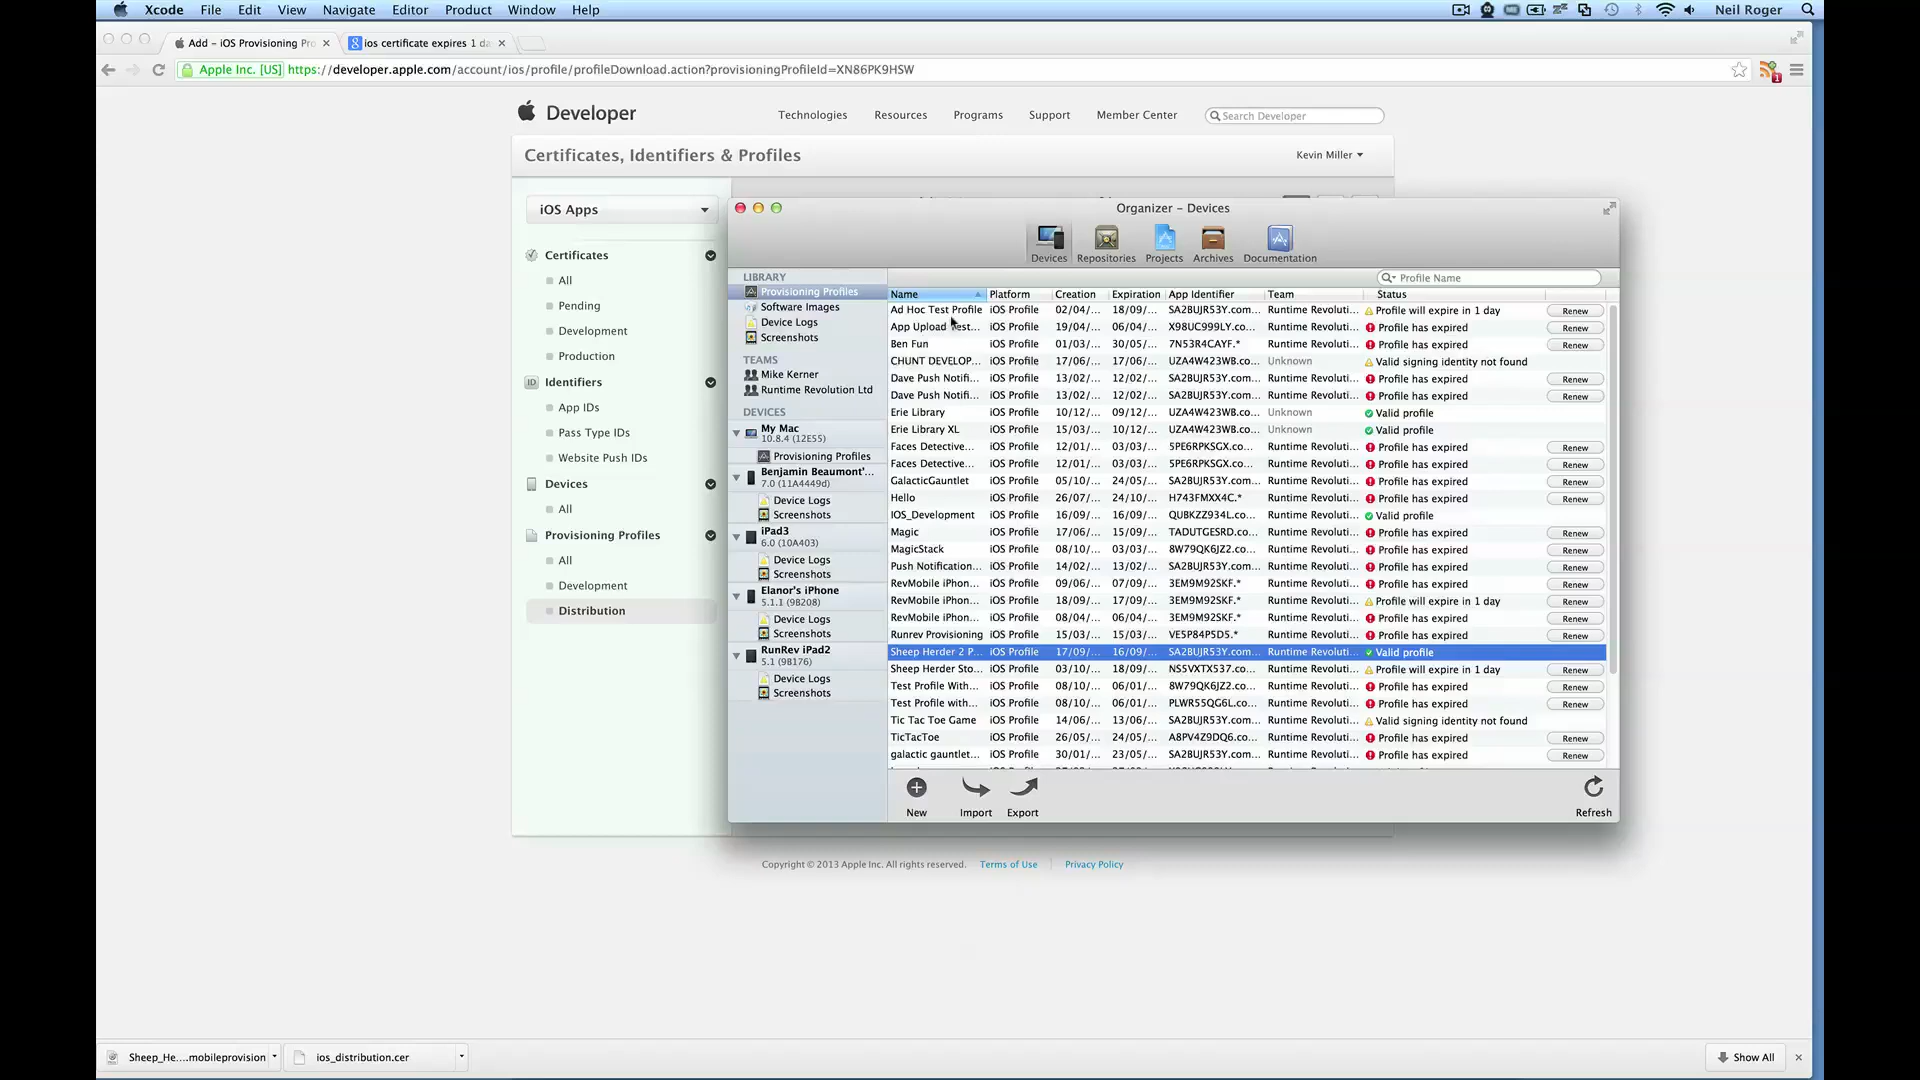 Xcode File Edit View Navigate Editor Product Window Help Neil Roger
Add – iOS Provisioning Pro
ios certificate expires 1 da
Apple Inc. [US] https://developer.apple.com/account/ios/profile/profileDownload.action?provisioningProfileId=XN86PK9HSW
Developer
Technologies Resources Programs Support Member Center Search Developer
Certificates, Identifiers & Profiles
Kevin Miller
iOS Apps
Certificates
All
Pending
Development
Production
Identifiers
App IDs
Pass Type IDs
Website Push IDs
Devices
All
Provisioning Profiles
All
Development
Distribution
Organizer – Devices
Devices Repositories Projects Archives Documentation
Profile Name
LIBRARY
Provisioning Profiles
Software Images
Device Logs
Screenshots
TEAMS
Mike Kerner
Runtime Revolution Ltd
DEVICES
My Mac
10.8.4 (12E55)
Provisioning Profiles
Benjamin Beaumont'...
7.0 (11A4449d)
Device Logs
Screenshots
iPad3
6.0 (10A403)
Device Logs
Screenshots
Elanor's iPhone
5.1.1 (9B208)
Device Logs
Screenshots
RunRev iPad2
5.1 (9B176)
Device Logs
Screenshots
Name Platform Creation Expiration App Identifier Team Status
Ad Hoc Test Profile iOS Profile 02/04/... 18/09/... SA2BUJR53Y.com... Runtime Revoluti... Profile will expire in 1 day Renew
App Upload Test... iOS Profile 19/04/... 06/04/... X98UC999LY.co... Runtime Revoluti... Profile has expired Renew
Ben Fun iOS Profile 01/03/... 30/05/... 7N53R4CAYF.* Runtime Revoluti... Profile has expired Renew
CHUNT DEVELOP... iOS Profile 17/06/... 17/06/... UZA4W423WB.co... Unknown Valid signing identity not found
Dave Push Notifi... iOS Profile 13/02/... 12/02/... SA2BUJR53Y.com... Runtime Revoluti... Profile has expired Renew
Dave Push Notifi... iOS Profile 13/02/... 12/02/... SA2BUJR53Y.com... Runtime Revoluti... Profile has expired Renew
Erie Library iOS Profile 10/12/... 09/12/... UZA4W423WB.co... Unknown Valid profile
Erie Library XL iOS Profile 15/03/... 10/12/... UZA4W423WB.co... Unknown Valid profile
Faces Detective... iOS Profile 12/01/... 03/03/... 5PE6RPKSGX.co... Runtime Revoluti... Profile has expired Renew
Faces Detective... iOS Profile 12/01/... 03/03/... 5PE6RPKSGX.co... Runtime Revoluti... Profile has expired Renew
GalacticGauntlet iOS Profile 05/10/... 24/05/... SA2BUJR53Y.com... Runtime Revoluti... Profile has expired Renew
Hello iOS Profile 26/07/... 24/10/... H743FMXX4C.* Runtime Revoluti... Profile has expired Renew
IOS_Development iOS Profile 16/09/... 16/09/... QUBKZZ934L.co... Runtime Revoluti... Valid profile
Magic iOS Profile 17/06/... 15/09/... TADUTGESRD.co... Runtime Revoluti... Profile has expired Renew
MagicStack iOS Profile 08/10/... 03/03/... 8W79QK6JZ2.co... Runtime Revoluti... Profile has expired Renew
Push Notification... iOS Profile 14/02/... 13/02/... SA2BUJR53Y.com... Runtime Revoluti... Profile has expired Renew
RevMobile iPhon... iOS Profile 09/06/... 07/09/... 3EM9M92SKF.* Runtime Revoluti... Profile has expired Renew
RevMobile iPhon... iOS Profile 18/09/... 17/09/... 3EM9M92SKF.* Runtime Revoluti... Profile will expire in 1 day Renew
RevMobile iPhon... iOS Profile 08/04/... 06/04/... 3EM9M92SKF.* Runtime Revoluti... Profile has expired Renew
Runrev Provisioning iOS Profile 15/03/... 15/03/... VE5P84P5D5.* Runtime Revoluti... Profile has expired Renew
Sheep Herder 2 P... iOS Profile 17/09/... 16/09/... SA2BUJR53Y.com... Runtime Revoluti... Valid profile
Sheep Herder Sto... iOS Profile 03/10/... 18/09/... NS5VXTX537.co... Runtime Revoluti... Profile will expire in 1 day Renew
Test Profile With... iOS Profile 08/10/... 06/01/... 8W79QK6JZ2.co... Runtime Revoluti... Profile has expired Renew
Test Profile with... iOS Profile 08/10/... 06/01/... PLWR55QG6L.co... Runtime Revoluti... Profile has expired Renew
Tic Tac Toe Game iOS Profile 14/06/... 13/06/... SA2BUJR53Y.com... Runtime Revoluti... Valid signing identity not found
TicTacToe iOS Profile 26/05/... 24/05/... A8PV4Z9DQ6.co... Runtime Revoluti... Profile has expired Renew
galactic gauntlet... iOS Profile 30/01/... 23/05/... SA2BUJR53Y.com... Runtime Revoluti... Profile has expired Renew
New Import Export Refresh
Copyright © 2013 Apple Inc. All rights reserved. Terms of Use Privacy Policy
Sheep_He....mobileprovision ios_distribution.cer Show All